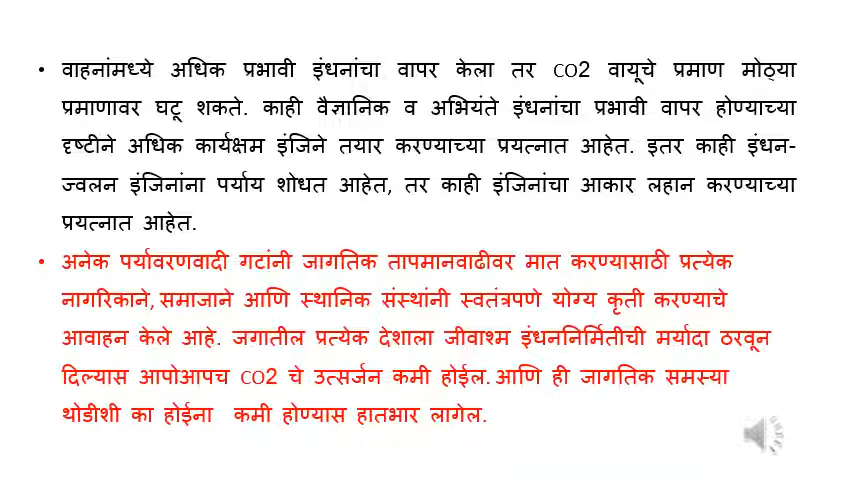 • वाहनांमध्ये अधिक प्रभावी इंधनांचा वापर केला तर CO2 वायूचे प्रमाण मोठ्या
प्रमाणावर घटू शकते. काही वैज्ञानिक व अभियंते इंधनांचा प्रभावी वापर होण्याच्या
दृष्टीने अधिक कार्यक्षम इंजिने तयार करण्याच्या प्रयत्नात आहेत. इतर काही इंधन-
ज्वलन इंजिनांना पर्याय शोधत आहेत, तर काही इंजिनांचा आकार लहान करण्याच्या
प्रयत्नात आहेत.
• अनेक पर्यावरणवादी गटांनी जागतिक तापमानवाढीवर मात करण्यासाठी प्रत्येक
नागरिकाने, समाजाने आणि स्थानिक संस्थांनी स्वतंत्रपणे योग्य कृती करण्याचे
आवाहन केले आहे. जगातील प्रत्येक देशाला जीवाश्म इंधननिर्मितीची मर्यादा ठरवून
दिल्यास आपोआपच CO2 चे उत्सर्जन कमी होईल. आणि ही जागतिक समस्या
थोडीशी का होईना कमी होण्यास हातभार लागेल.